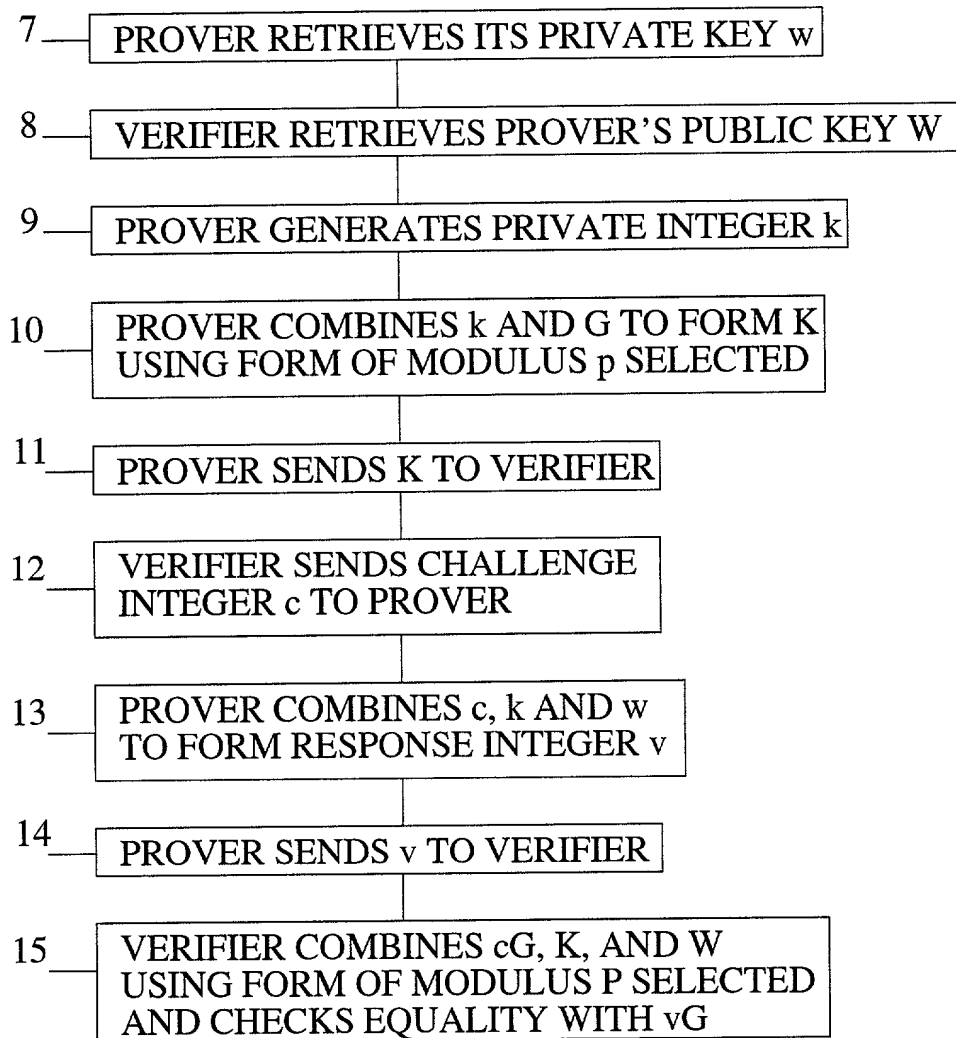 7 PROVER RETRIEVES ITS PRIVATE KEY w
8 VERIFIER RETRIEVES PROVER'S PUBLIC KEY W
9 PROVER GENERATES PRIVATE INTEGER k
10 PROVER COMBINES k AND G TO FORM K
USING FORM OF MODULUS p SELECTED
11 PROVER SENDS K TO VERIFIER
12 VERIFIER SENDS CHALLENGE
INTEGER c TO PROVER
13 PROVER COMBINES c, k AND w
TO FORM RESPONSE INTEGER v
14 PROVER SENDS v TO VERIFIER
15 VERIFIER COMBINES cG, K, AND W
USING FORM OF MODULUS P SELECTED
AND CHECKS EQUALITY WITH vG